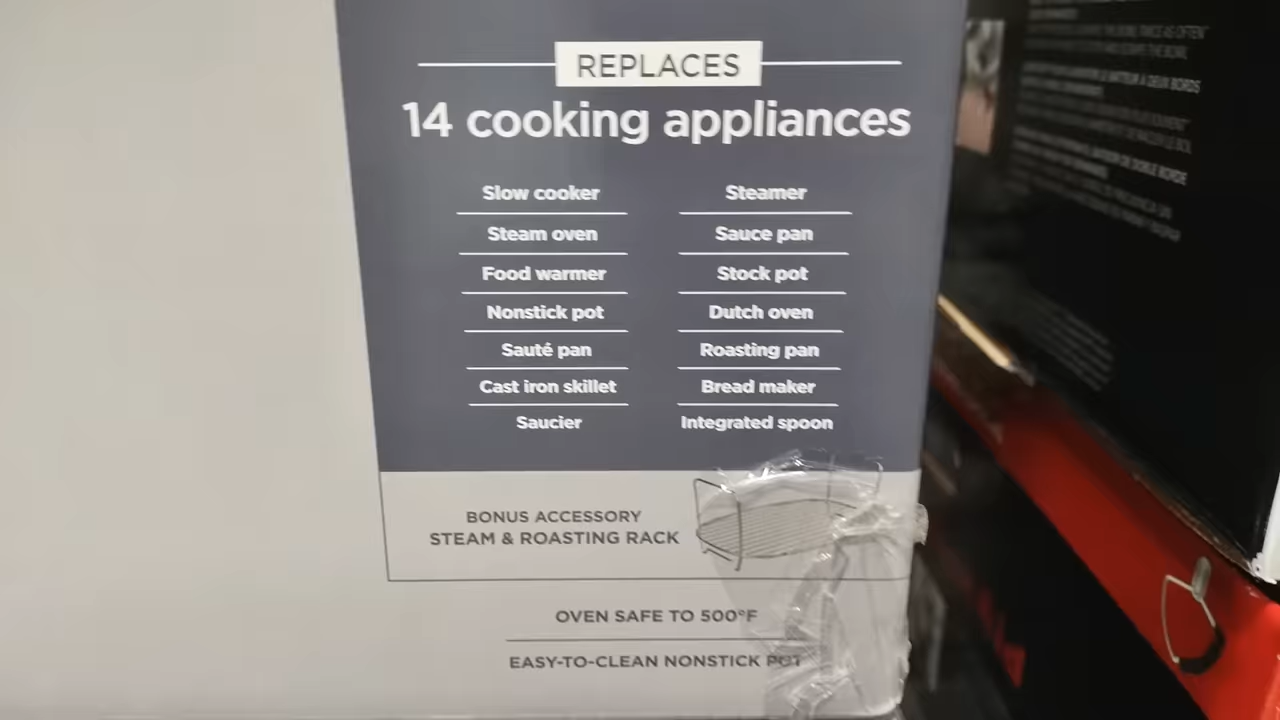 REPLACES
14 cooking appliances
Slow cooker
Steamer
Steam oven
Sauce pan
Food warmer
Stock pot
Nonstick pot
Dutch oven
Sauté pan
Roasting pan
Cast iron skillet
Bread maker
Saucier
Integrated spoon
BONUS ACCESSORY
STEAM & ROASTING RACK
OVEN SAFE TO 500°F
EASY-TO-CLEAN NONSTICK POT